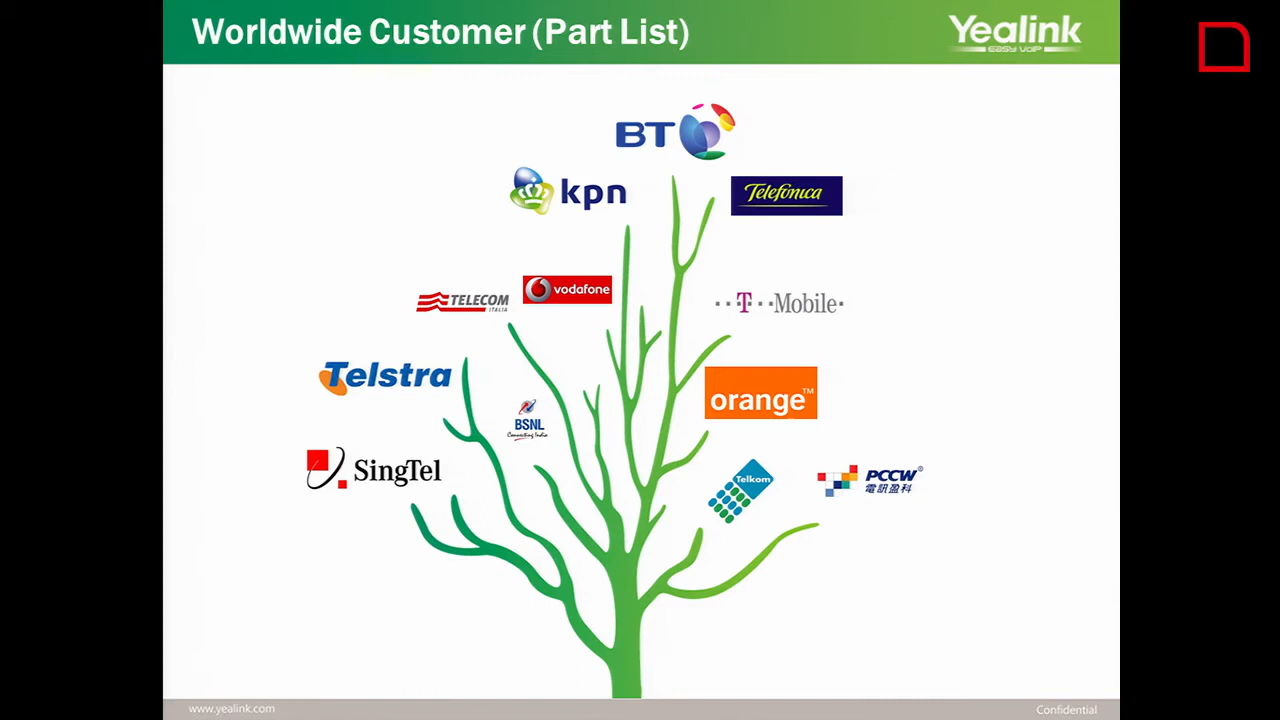 Worldwide Customer (Part List)
Yealink
EASY VOIP
BT
kpn
Telefónica
TELECOM
ITALIA
vodafone
T Mobile
Telstra
orange™
BSNL
Connecting India
SingTel
Telkom
PCCW®
電訊盈科
www.yealink.com
Confidential